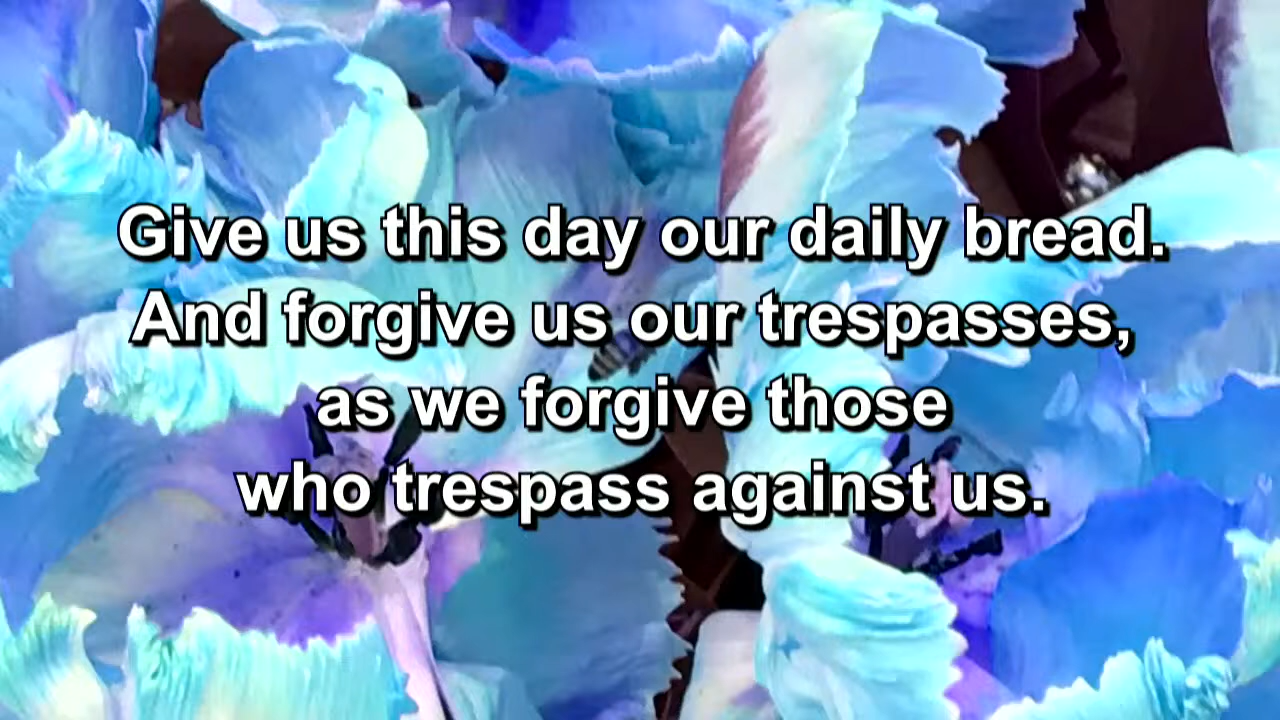 Give us this day our daily bread.
And forgive us our trespasses,
as we forgive those
who trespass against us.